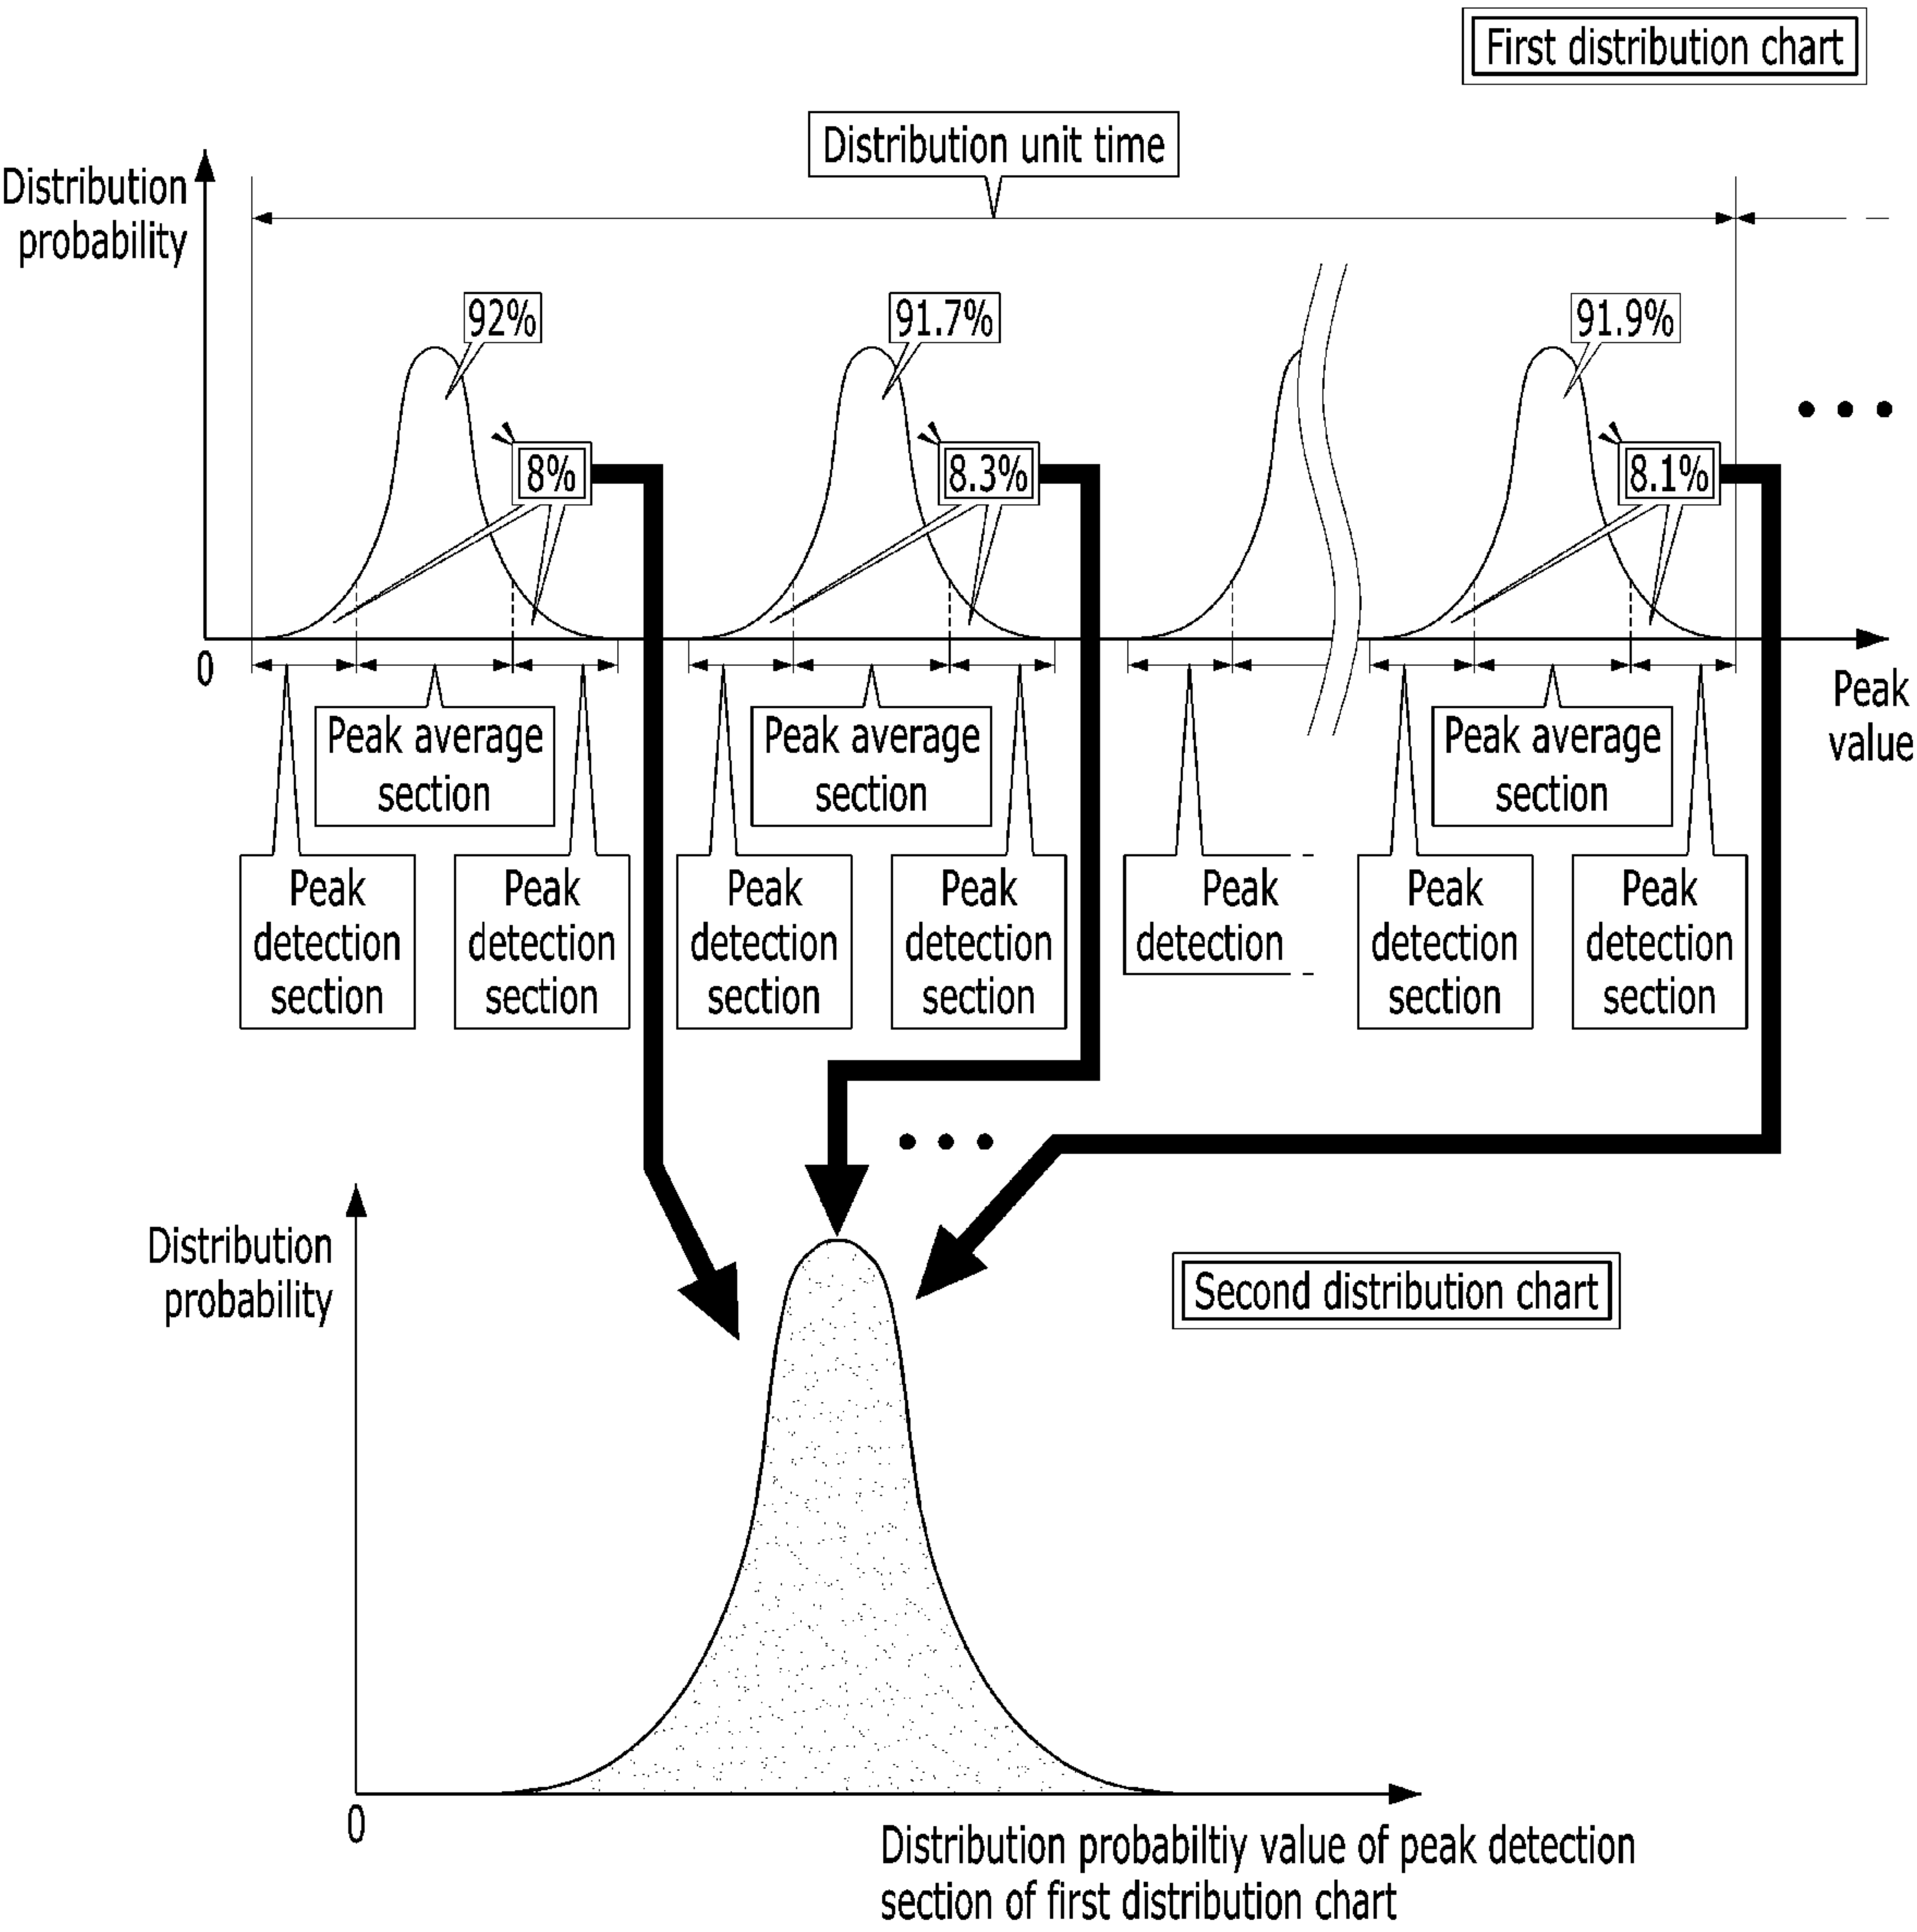 First distribution chart
Distribution unit time
Distribution
probability
92%
91.7%
91.9%
8%
8.3%
8.1%
0
Peak
value
Peak average
section
Peak average
section
Peak average
section
Peak
detection
section
Peak
detection
section
Peak
detection
section
Peak
detection
section
Peak
detection
Peak
detection
section
Peak
detection
section
Distribution
probability
Second distribution chart
0
Distribution probabiltiy value of peak detection
section of first distribution chart